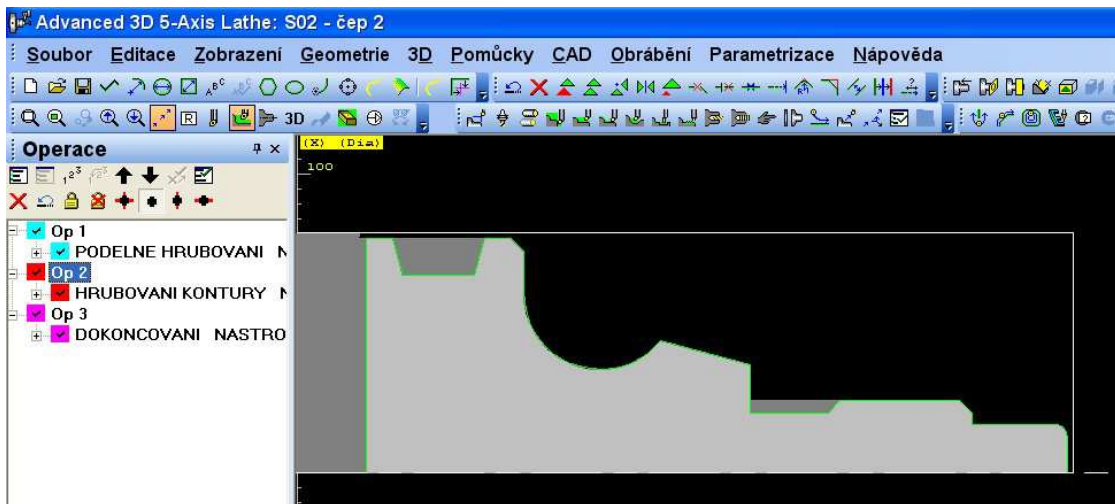 Advanced 3D 5-Axis Lathe: S02 - čep 2
Soubor Editace Zobrazení Geometrie 3D Pomůcky CAD Obrábění Parametrizace Nápověda
3D
Operace
(X) (Dia)
100
Op 1
PODELNE HRUBOVANI N
Op 2
HRUBOVANI KONTURY N
Op 3
DOKONCOVANI NASTRO